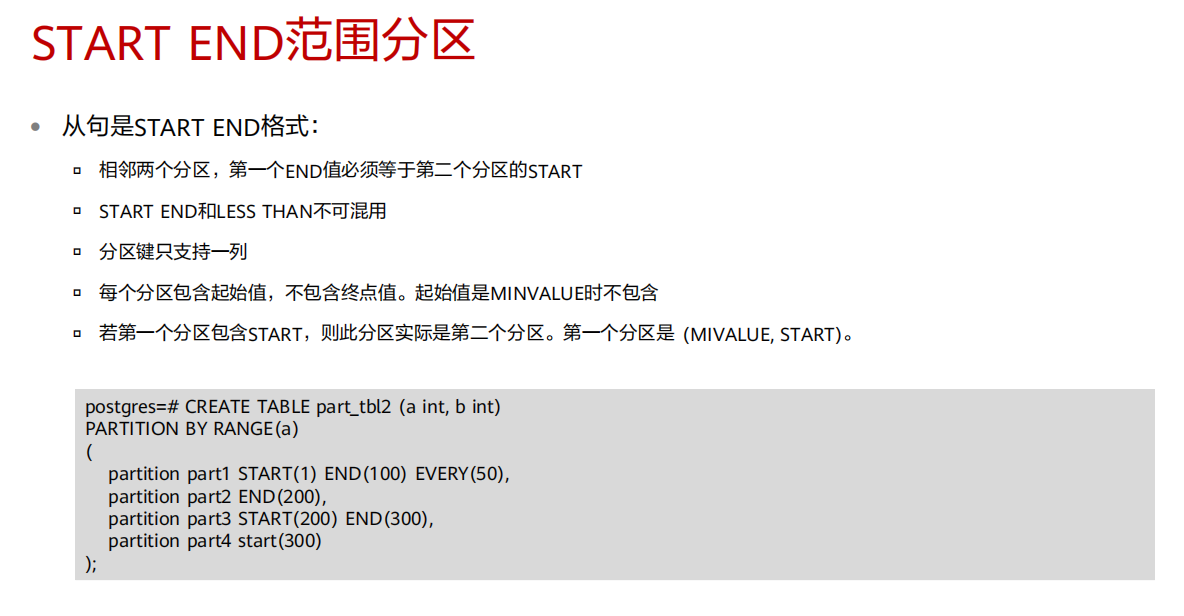 START END范围分区
从句是START END格式：
相邻两个分区，第一个END值必须等于第二个分区的START
START END和LESS THAN不可混用
分区键只支持一列
每个分区包含起始值，不包含终点值。起始值是MINVALUE时不包含
若第一个分区包含START，则此分区实际是第二个分区。第一个分区是 (MIVALUE, START)。
postgres=# CREATE TABLE part_tbl2 (a int, b int)
PARTITION BY RANGE(a)
(
partition part1 START(1) END(100) EVERY(50),
partition part2 END(200),
partition part3 START(200) END(300),
partition part4 start(300)
);